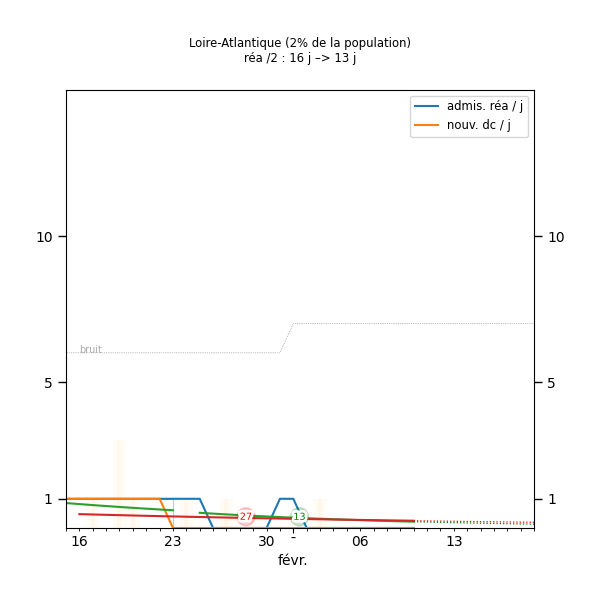 Loire-Atlantique (2% de la population)
réa /2 : 16 j –> 13 j
admis. réa / j
nouv. dc / j
10
10
bruit
5
5
1
1
27
13
16
23
30
-
06
13
févr.